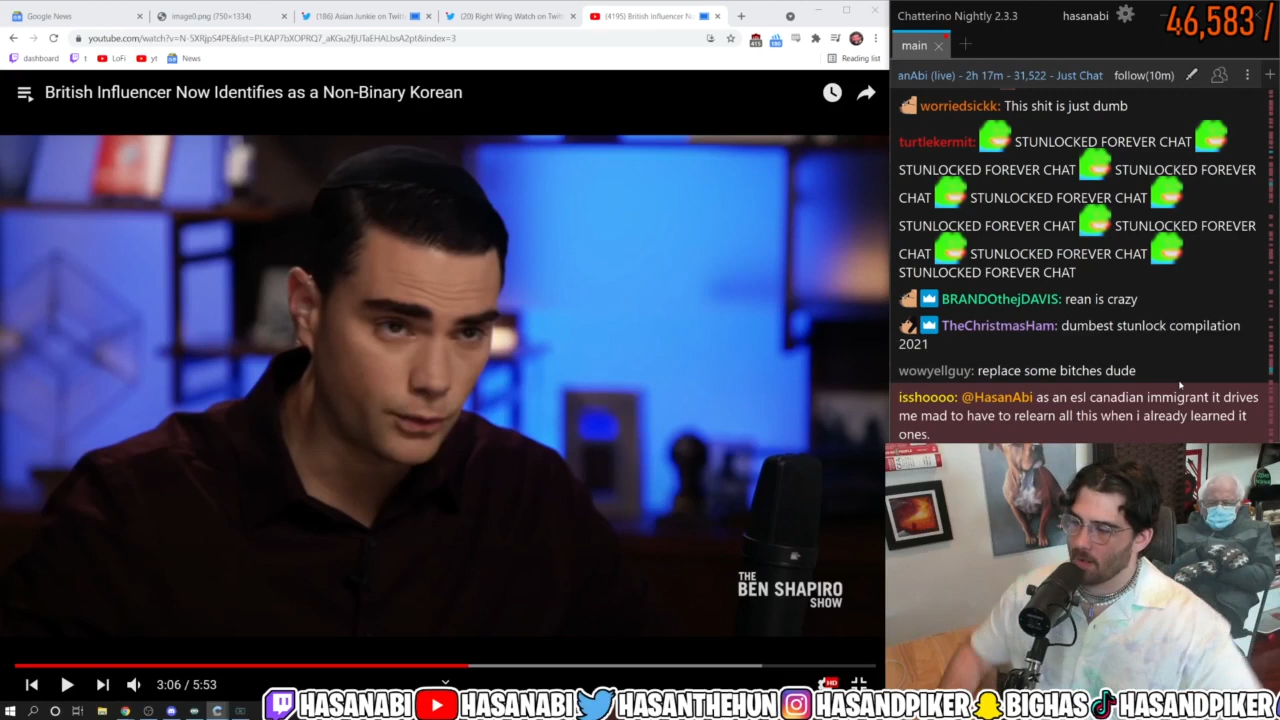 Google News
image0.png (750×1334)
(186) Asian Junkie on Twitt
(20) Right Wing Watch on Twitt
(4195) British Influencer N
youtube.com/watch?v=N-5XRjpS4PE&list=PLKAP7bXOPRQ7_aKGu2fjUTaEHALbsA2pt&index=3
dashboard
t
LoFi
yt
News
Reading list
British Influencer Now Identifies as a Non-Binary Korean
THE
BEN SHAPIRO
SHOW
3:06 / 5:53
HD
Chatterino Nightly 2.3.3
hasanabi
46,583 /
main
anAbi (live) - 2h 17m - 31,522 - Just Chat
follow(10m)
worriedsickk: This shit is just dumb
turtlekermit: STUNLOCKED FOREVER CHAT
STUNLOCKED FOREVER CHAT STUNLOCKED FOREVER
CHAT STUNLOCKED FOREVER CHAT
STUNLOCKED FOREVER CHAT STUNLOCKED FOREVER
CHAT STUNLOCKED FOREVER CHAT
STUNLOCKED FOREVER CHAT
BRANDOthejDAVIS: rean is crazy
TheChristmasHam: dumbest stunlock compilation
2021
wowyellguy: replace some bitches dude
isshoooo: @HasanAbi as an esl canadian immigrant it drives
me mad to have to relearn all this when i already learned it
ones.
HASANABI
HASANABI
HASANTHEHUN
HASANDPIKER
BIGHAS
HASANDPIKER